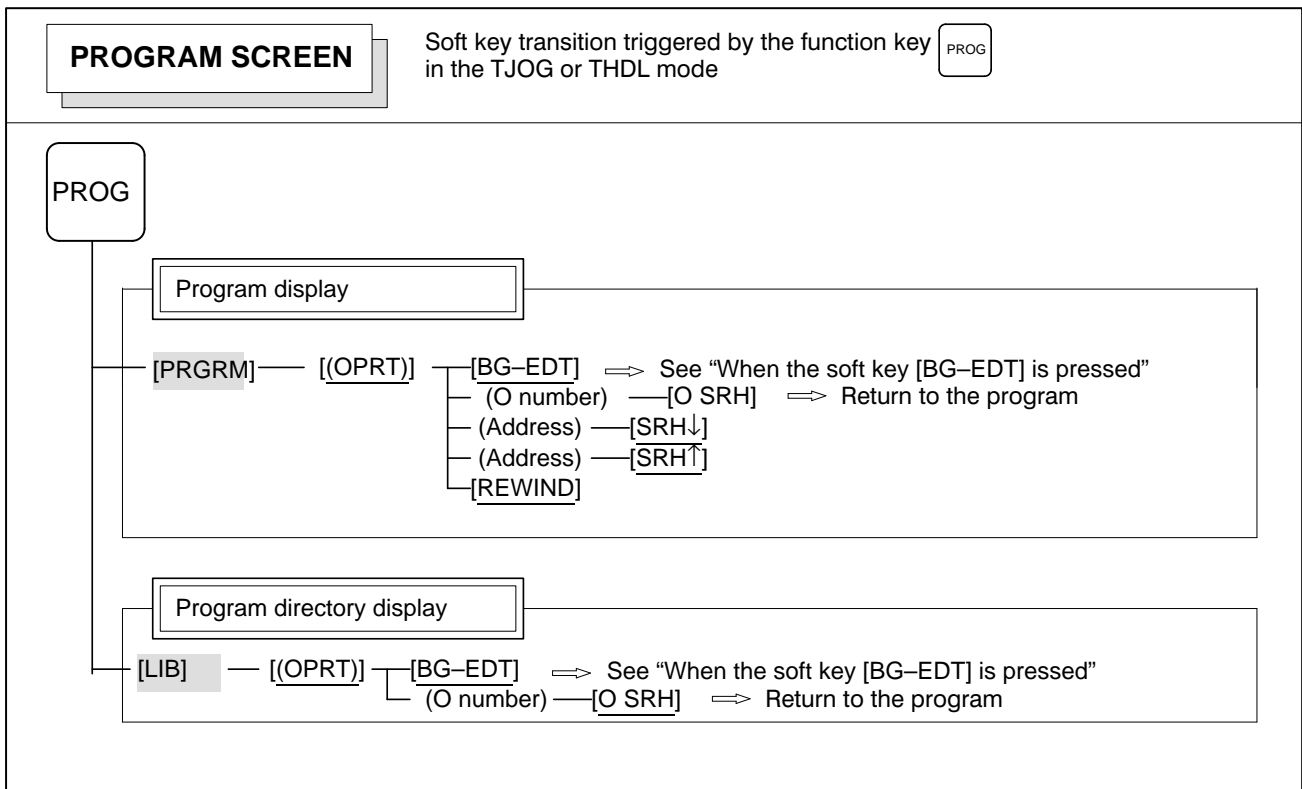 PROGRAM SCREEN
Soft key transition triggered by the function key PROG
in the TJOG or THDL mode
PROG
Program display
[PRGRM] [(OPRT)] [BG–EDT] ⇒ See “When the soft key [BG–EDT] is pressed”
(O number) [O SRH] ⇒ Return to the program
(Address) [SRH↓]
(Address) [SRH↑]
[REWIND]
Program directory display
[LIB] [(OPRT)] [BG–EDT] ⇒ See “When the soft key [BG–EDT] is pressed”
(O number) [O SRH] ⇒ Return to the program